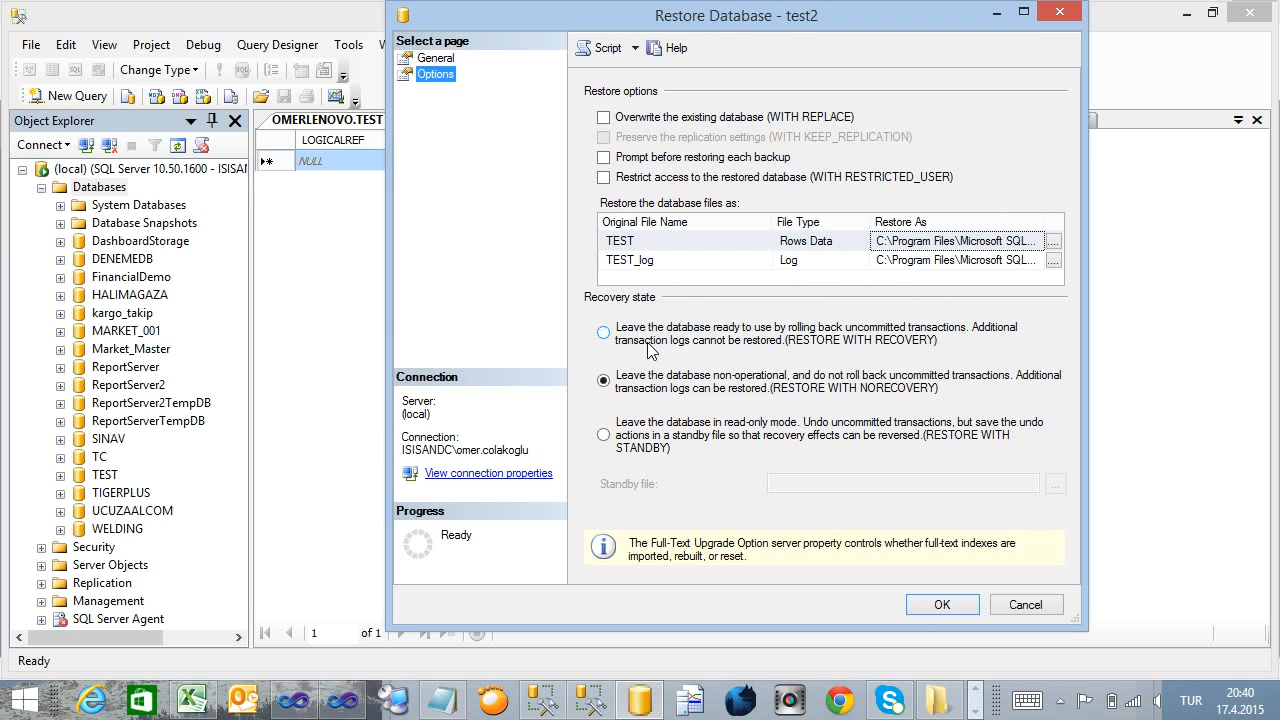 Restore Database - test2
File Edit View Project Debug Query Designer Tools
Change Type
New Query
Object Explorer
Connect
(local) (SQL Server 10.50.1600 - ISISAN
Databases
System Databases
Database Snapshots
DashboardStorage
DENEMEDB
FinancialDemo
HALIMAGAZA
kargo_takip
MARKET_001
Market_Master
ReportServer
ReportServer2
ReportServer2TempDB
ReportServerTempDB
SINAV
TC
TEST
TIGERPLUS
UCUZAALCOM
WELDING
Security
Server Objects
Replication
Management
SQL Server Agent
OMERLENOVO.TEST
LOGICALREF
NULL
1 of 1
Select a page
General
Options
Connection
Server:
(local)
Connection:
ISISANDC\omer.colakoglu
View connection properties
Progress
Ready
Script Help
Restore options
Overwrite the existing database (WITH REPLACE)
Preserve the replication settings (WITH KEEP_REPLICATION)
Prompt before restoring each backup
Restrict access to the restored database (WITH RESTRICTED_USER)
Restore the database files as:
Original File Name File Type Restore As
TEST Rows Data C:\Program Files\Microsoft SQL... ...
TEST_log Log C:\Program Files\Microsoft SQL... ...
Recovery state
Leave the database ready to use by rolling back uncommitted transactions. Additional
transaction logs cannot be restored.(RESTORE WITH RECOVERY)
Leave the database non-operational, and do not roll back uncommitted transactions. Additional
transaction logs can be restored.(RESTORE WITH NORECOVERY)
Leave the database in read-only mode. Undo uncommitted transactions, but save the undo
actions in a standby file so that recovery effects can be reversed.(RESTORE WITH
STANDBY)
Standby file: ...
The Full-Text Upgrade Option server property controls whether full-text indexes are
imported, rebuilt, or reset.
OK Cancel
Ready
TUR
20:40
17.4.2015